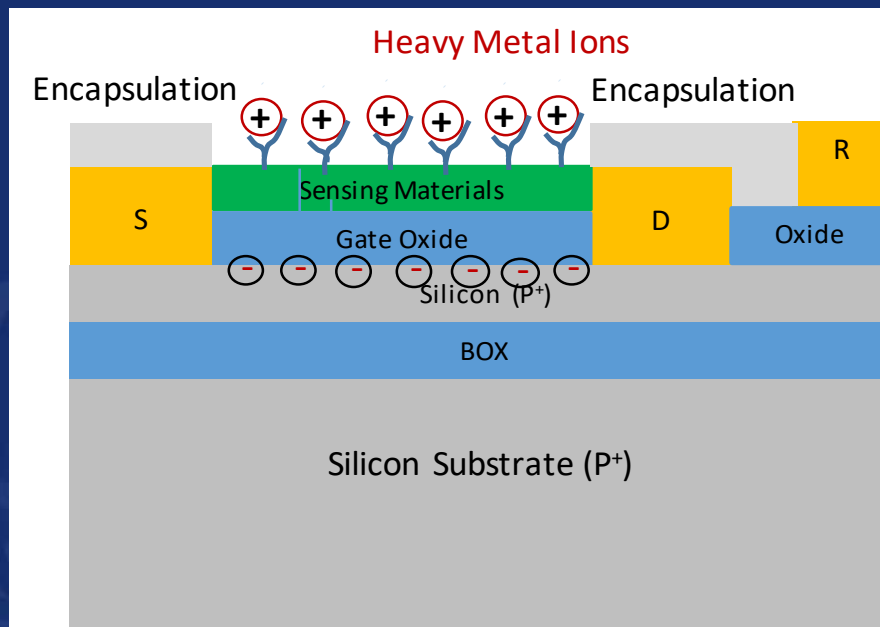 Heavy Metal Ions
Encapsulation
Encapsulation
+ + + + + +
R
Sensing Materials
S
D
Gate Oxide
Oxide
- - - - - - -
Silicon (P⁺)
BOX
Silicon Substrate (P⁺)